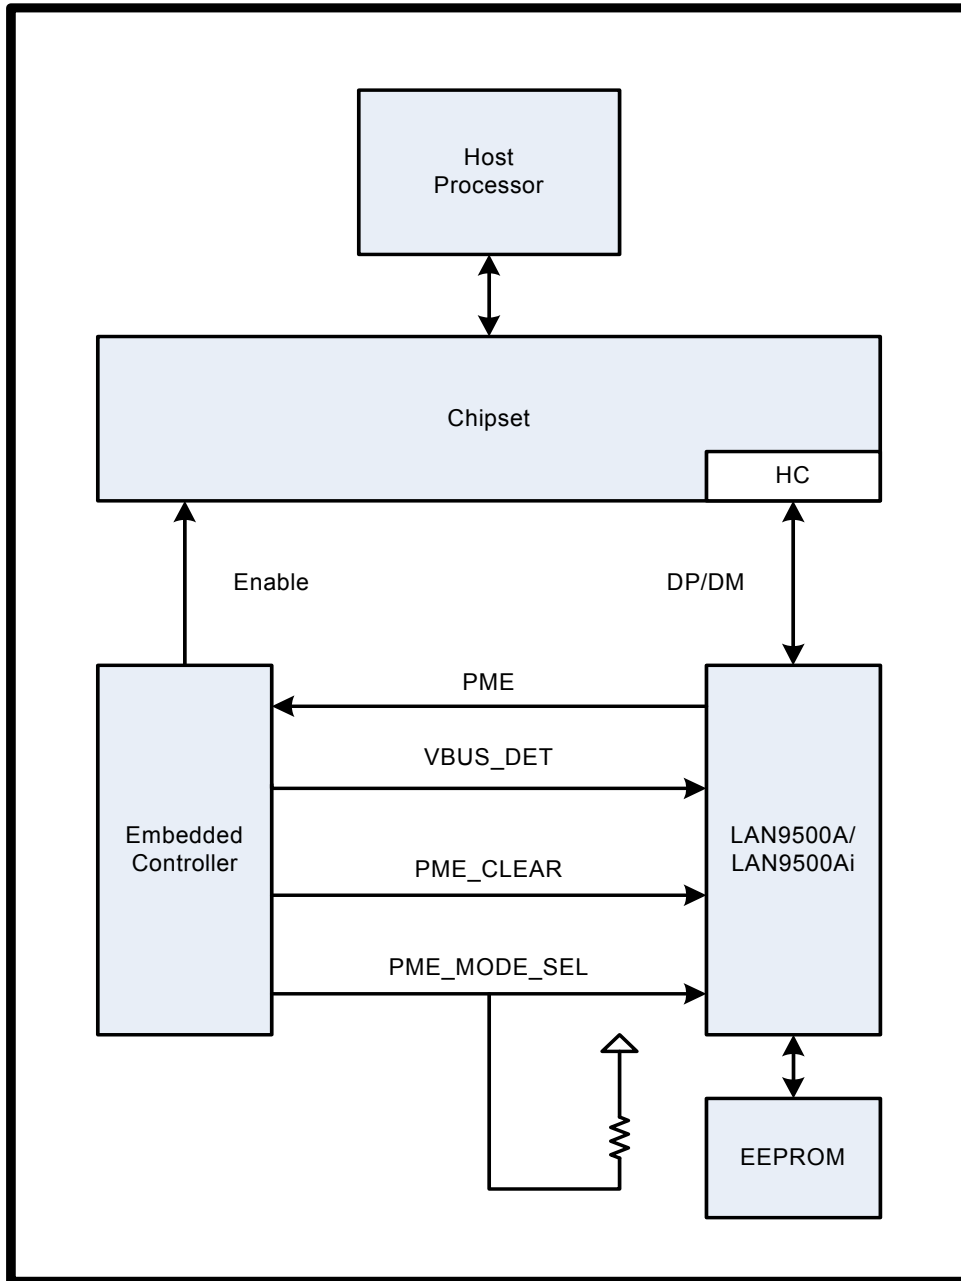 Host
Processor
Chipset
HC
Enable
DP/DM
PME
VBUS_DET
Embedded
Controller
LAN9500A/
LAN9500Ai
PME_CLEAR
PME_MODE_SEL
EEPROM